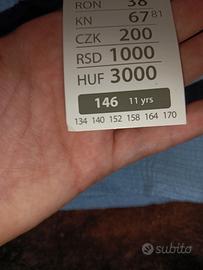 RON 38
KN 67 B1
CZK 200
RSD 1000
HUF 3000
146 11 yrs
134 140 152 158 164 170
subito